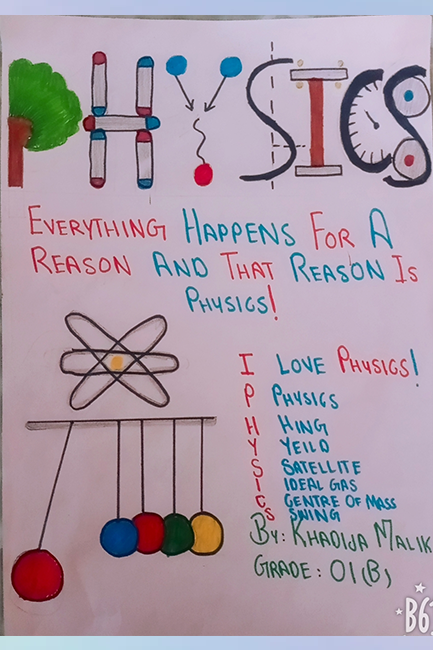 PHYSICS
EVERYTHING HAPPENS FOR A
REASON AND THAT REASON IS
PHYSICS!
I LOVE PHYSICS!
P PHYSICS
H HING
Y YEILD
S SATELLITE
I IDEAL GAS
C CENTRE OF MASS
S SWING
BY: KHADIJA MALIK
GRADE: O1(B)
B61